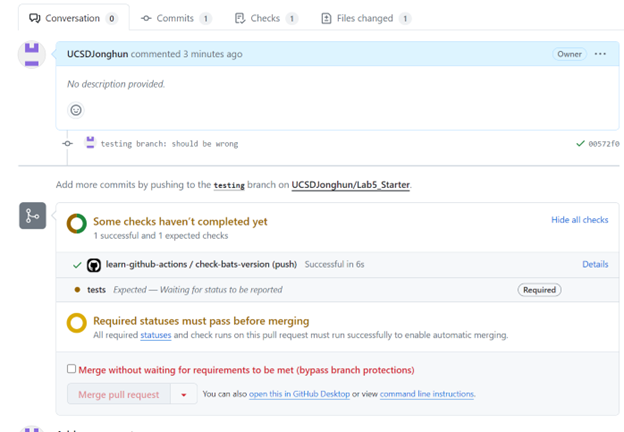 Conversation 0 Commits 1 Checks 1 Files changed 1
UCSDJonghun commented 3 minutes ago Owner ...
No description provided.
testing branch: should be wrong 00572f0
Add more commits by pushing to the testing branch on UCSDJonghun/Lab5_Starter.
Some checks haven't completed yet Hide all checks
1 successful and 1 expected checks
learn-github-actions / check-bats-version (push) Successful in 6s Details
tests Expected — Waiting for status to be reported Required
Required statuses must pass before merging
All required statuses and check runs on this pull request must run successfully to enable automatic merging.
Merge without waiting for requirements to be met (bypass branch protections)
Merge pull request You can also open this in GitHub Desktop or view command line instructions.